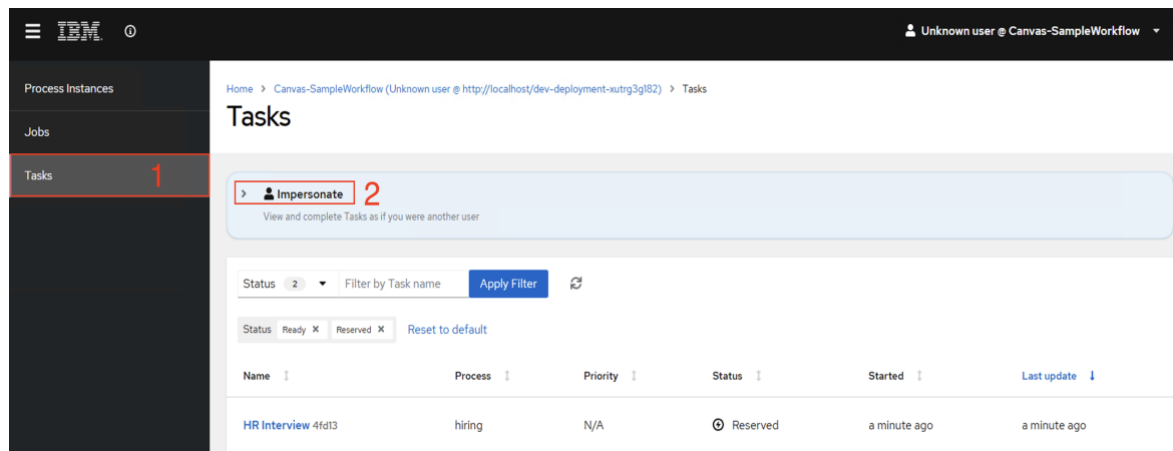 IBM.
Unknown user @ Canvas-SampleWorkflow
Process Instances
Jobs
Tasks
1
Home > Canvas-SampleWorkflow (Unknown user @ http://localhost/dev-deployment-xutrg3g182) > Tasks
Tasks
> Impersonate 2
View and complete Tasks as if you were another user
Status 2 Filter by Task name Apply Filter
Status Ready X Reserved X Reset to default
Name Process Priority Status Started Last update
HR Interview 4fd13 hiring N/A Reserved a minute ago a minute ago